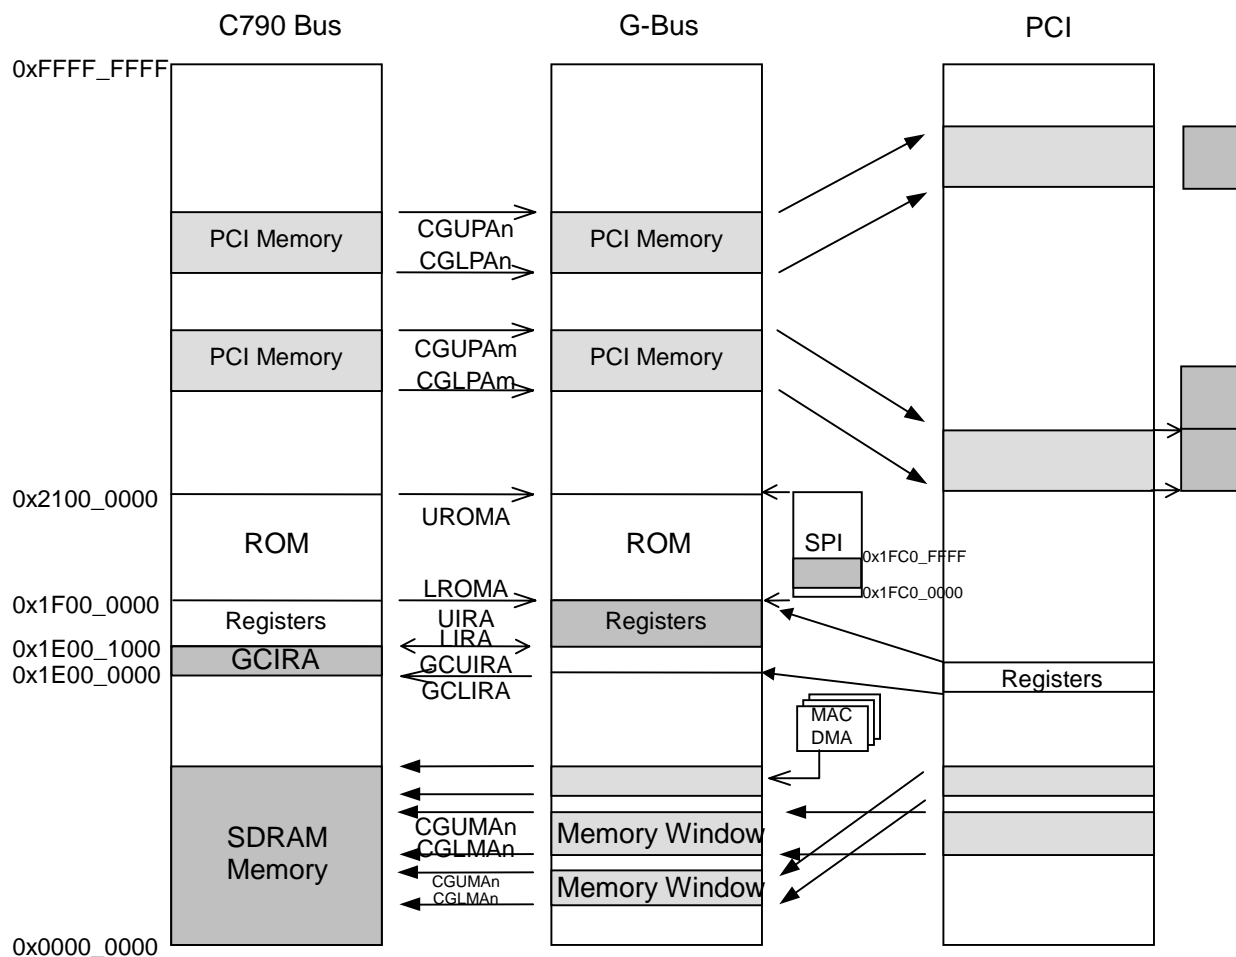 C790 Bus
G-Bus
PCI
0xFFFF_FFFF
PCI Memory
CGUPAn
CGLPAn
PCI Memory
PCI Memory
CGUPAm
CGLPAm
PCI Memory
0x2100_0000
UROMA
ROM
ROM
SPI
0x1FC0_FFFF
0x1FC0_0000
LROMA
0x1F00_0000
Registers
UIRA
LIRA
Registers
0x1E00_1000
GCIRA
GCUIRA
0x1E00_0000
GCLIRA
Registers
MAC
DMA
SDRAM
Memory
CGUMAn
CGLMAn
Memory Window
CGUMAn
CGLMAn
Memory Window
0x0000_0000